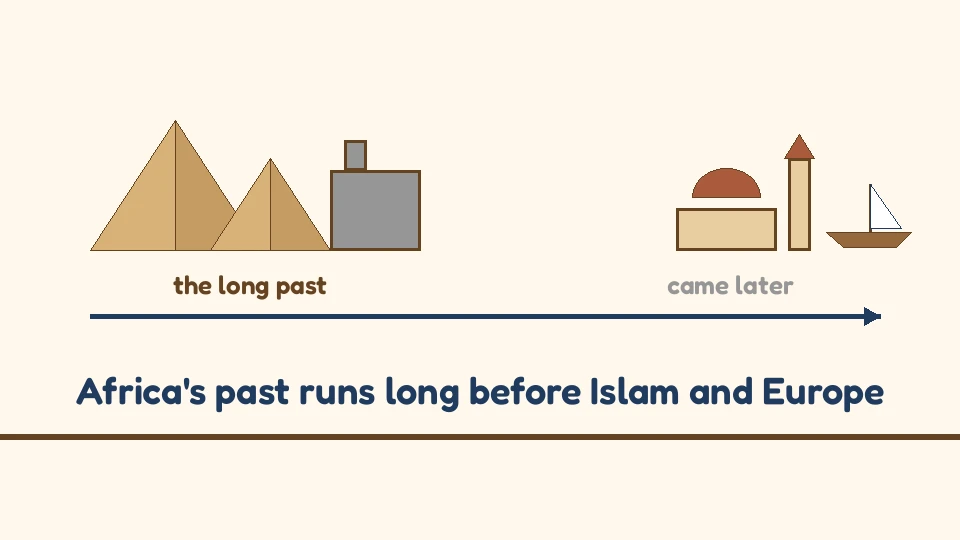 the long past
came later
Africa's past runs long before Islam and Europe